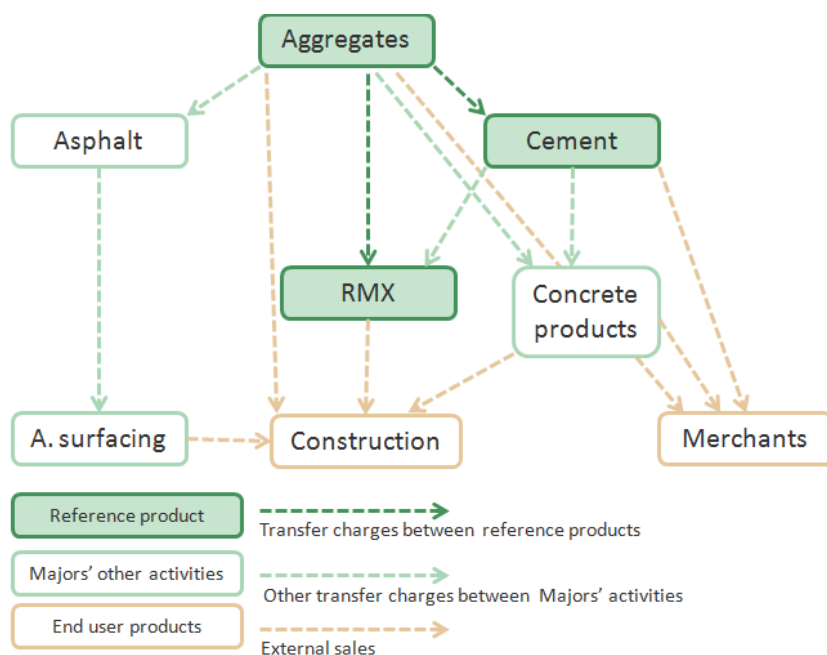 Aggregates
Asphalt
Cement
RMX
Concrete
products
A. surfacing
Construction
Merchants
Reference product
Transfer charges between reference products
Majors' other activities
Other transfer charges between Majors' activities
End user products
External sales